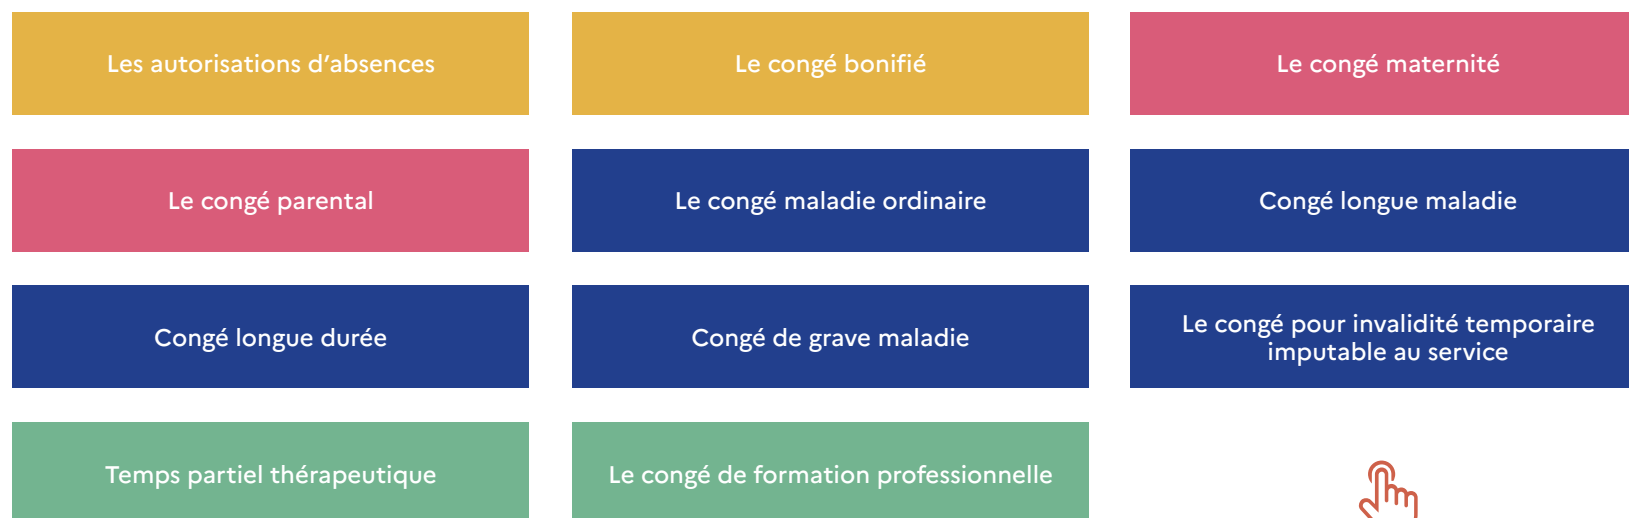 Les autorisations d’absences
Le congé bonifié
Le congé maternité
Le congé parental
Le congé maladie ordinaire
Congé longue maladie
Congé longue durée
Congé de grave maladie
Le congé pour invalidité temporaire
imputable au service
Temps partiel thérapeutique
Le congé de formation professionnelle